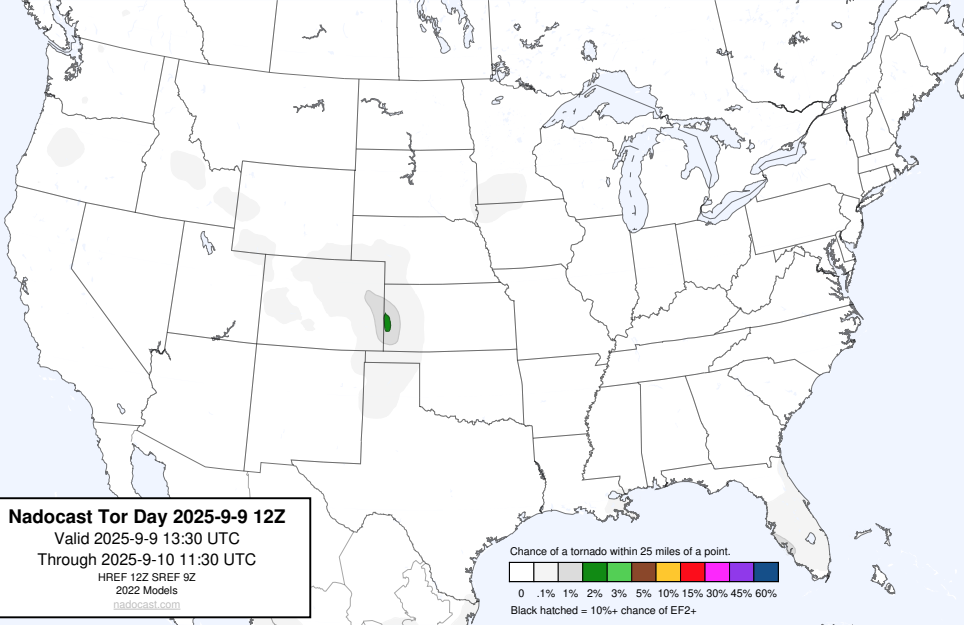 Nadocast Tor Day 2025-9-9 12Z
Valid 2025-9-9 13:30 UTC
Through 2025-9-10 11:30 UTC
HREF 12Z SREF 9Z
2022 Models
nadocast.com
Chance of a tornado within 25 miles of a point.
0 .1% 1% 2% 3% 5% 10% 15% 30% 45% 60%
Black hatched = 10%+ chance of EF2+